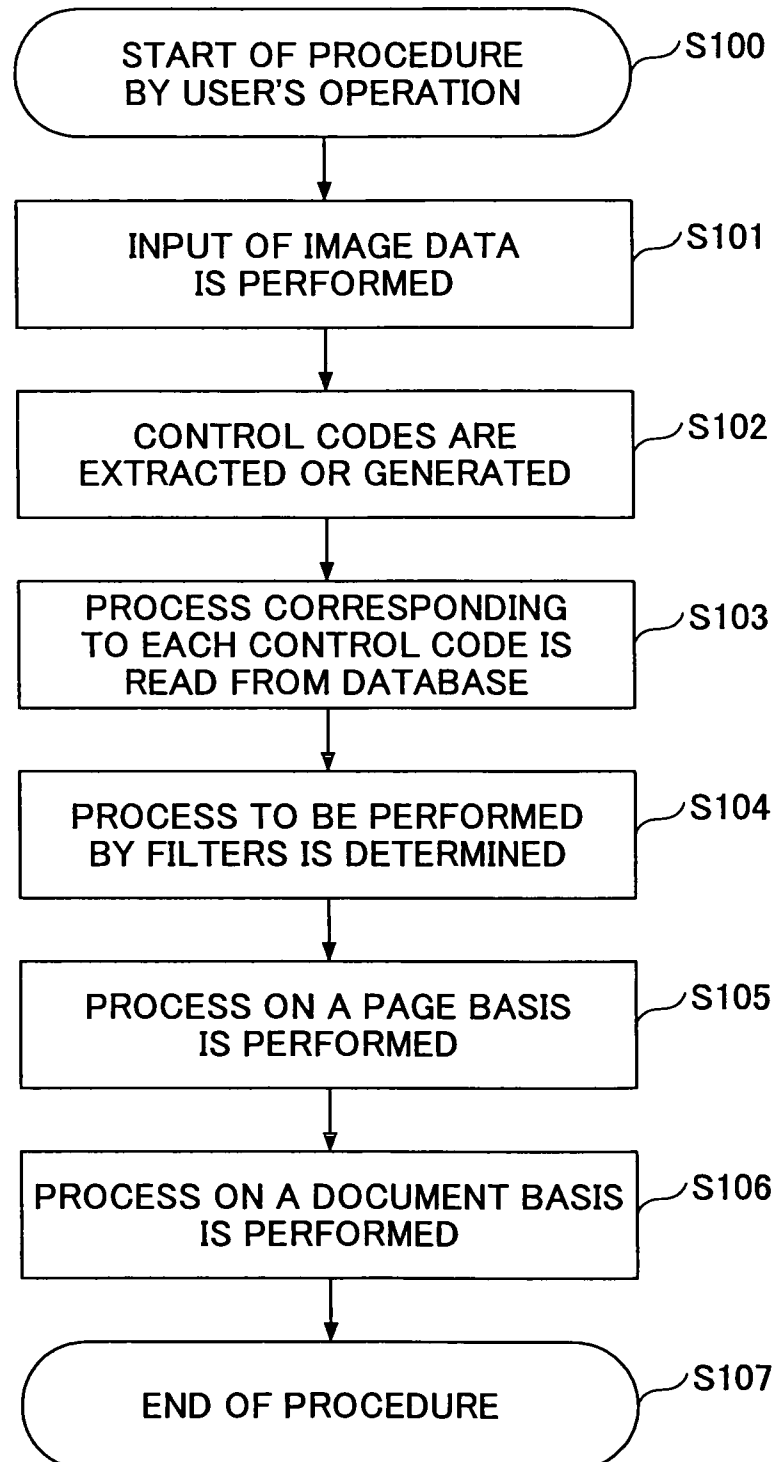 START OF PROCEDURE
BY USER'S OPERATION
S100
INPUT OF IMAGE DATA
IS PERFORMED
S101
CONTROL CODES ARE
EXTRACTED OR GENERATED
S102
PROCESS CORRESPONDING
TO EACH CONTROL CODE IS
READ FROM DATABASE
S103
PROCESS TO BE PERFORMED
BY FILTERS IS DETERMINED
S104
PROCESS ON A PAGE BASIS
IS PERFORMED
S105
PROCESS ON A DOCUMENT BASIS
IS PERFORMED
S106
END OF PROCEDURE
S107